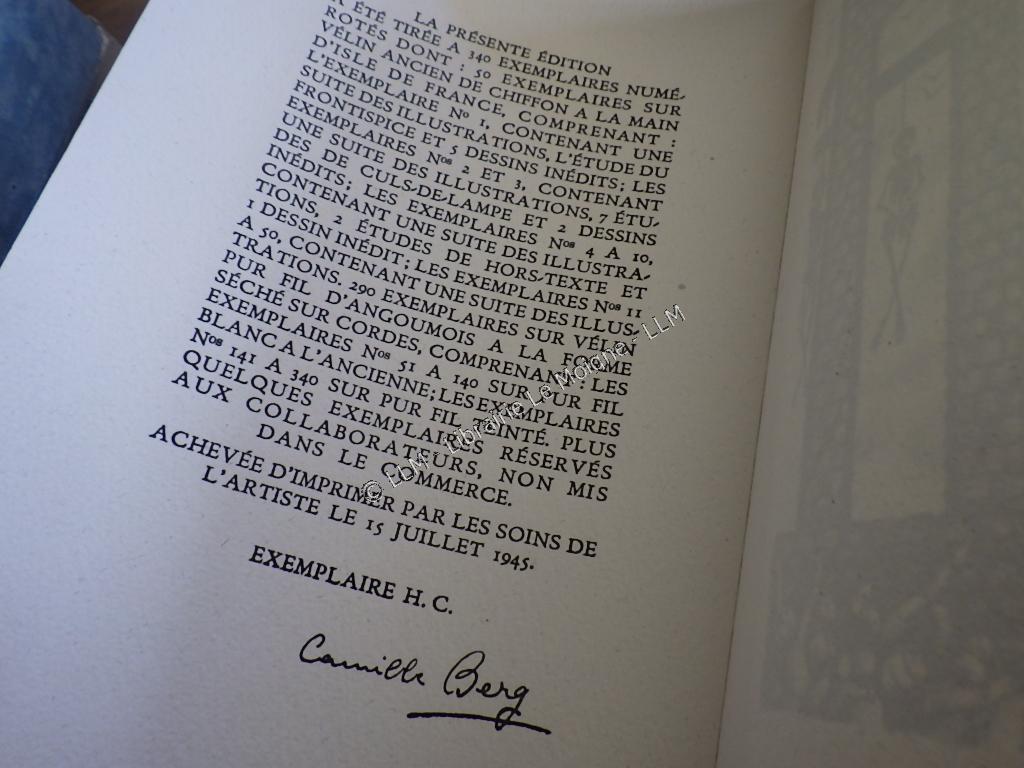 LA PRÉSENTE ÉDITION
A ÉTÉ TIRÉE A 340 EXEMPLAIRES NUMÉ-
ROTÉS DONT : 50 EXEMPLAIRES SUR
VÉLIN ANCIEN DE CHIFFON A LA MAIN
D'ISLE DE FRANCE, COMPRENANT :
L'EXEMPLAIRE Nº 1, CONTENANT UNE
SUITE DES ILLUSTRATIONS, L'ÉTUDE DU
FRONTISPICE ET 5 DESSINS INÉDITS; LES
EXEMPLAIRES Nos 2 ET 3, CONTENANT
UNE SUITE DES ILLUSTRATIONS, 7 ÉTU-
DES DE CULS-DE-LAMPE ET 2 DESSINS
INÉDITS; LES EXEMPLAIRES Nos 4 A 10,
CONTENANT UNE SUITE DES ILLUSTRA-
TIONS, 2 ÉTUDES DE HORS-TEXTE ET
1 DESSIN INÉDIT; LES EXEMPLAIRES Nos 11
A 50, CONTENANT UNE SUITE DES ILLUS-
TRATIONS, 290 EXEMPLAIRES SUR VÉLIN
PUR FIL D'ANGOUMOIS A LA FORME
SÉCHÉ SUR CORDES, COMPRENANT: LES
EXEMPLAIRES Nos 51 A 140 SUR PUR FIL
BLANC A L'ANCIENNE; LES EXEMPLAIRES
Nos 141 A 340 SUR PUR FIL TEINTÉ. PLUS
QUELQUES EXEMPLAIRES RÉSERVÉS
AUX COLLABORATEURS, NON MIS
DANS LE COMMERCE.
ACHEVÉE D'IMPRIMER PAR LES SOINS DE
L'ARTISTE LE 15 JUILLET 1945.
EXEMPLAIRE H. C.
Camille Berg
© LLM - Librairie Le Moigne - LLM